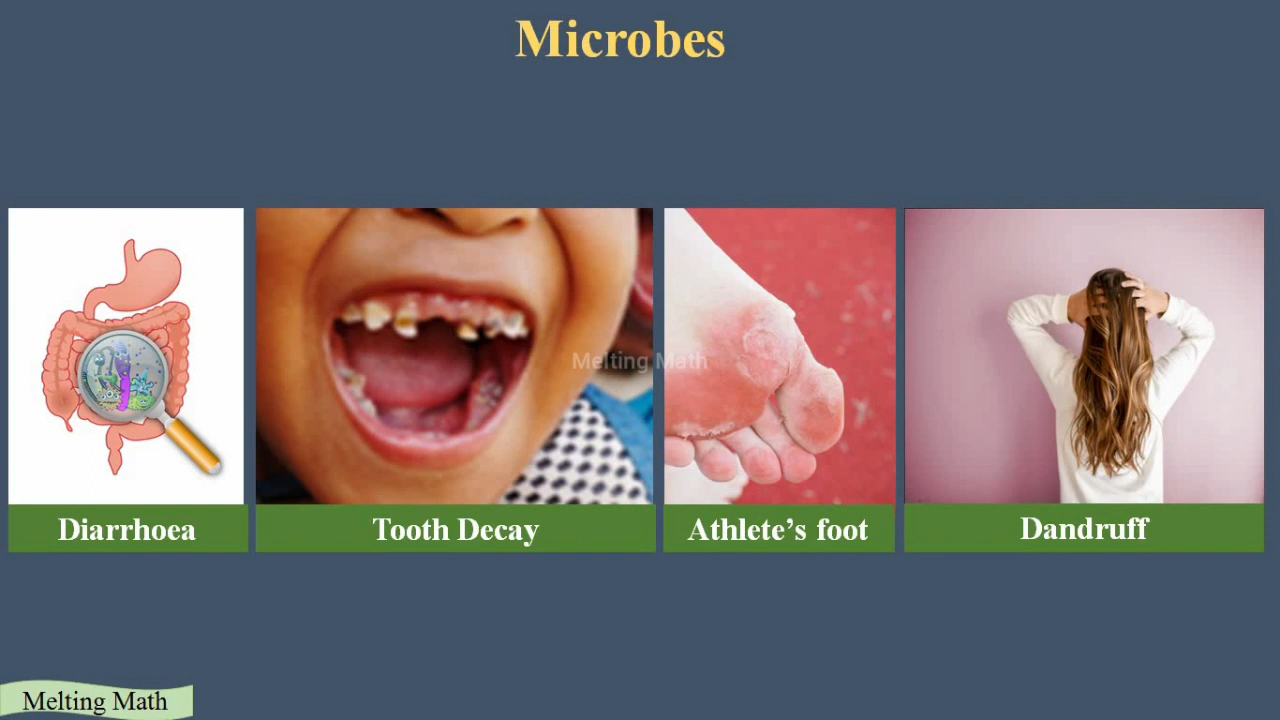 Microbes
Melting Math
Diarrhoea
Tooth Decay
Athlete’s foot
Dandruff
Melting Math